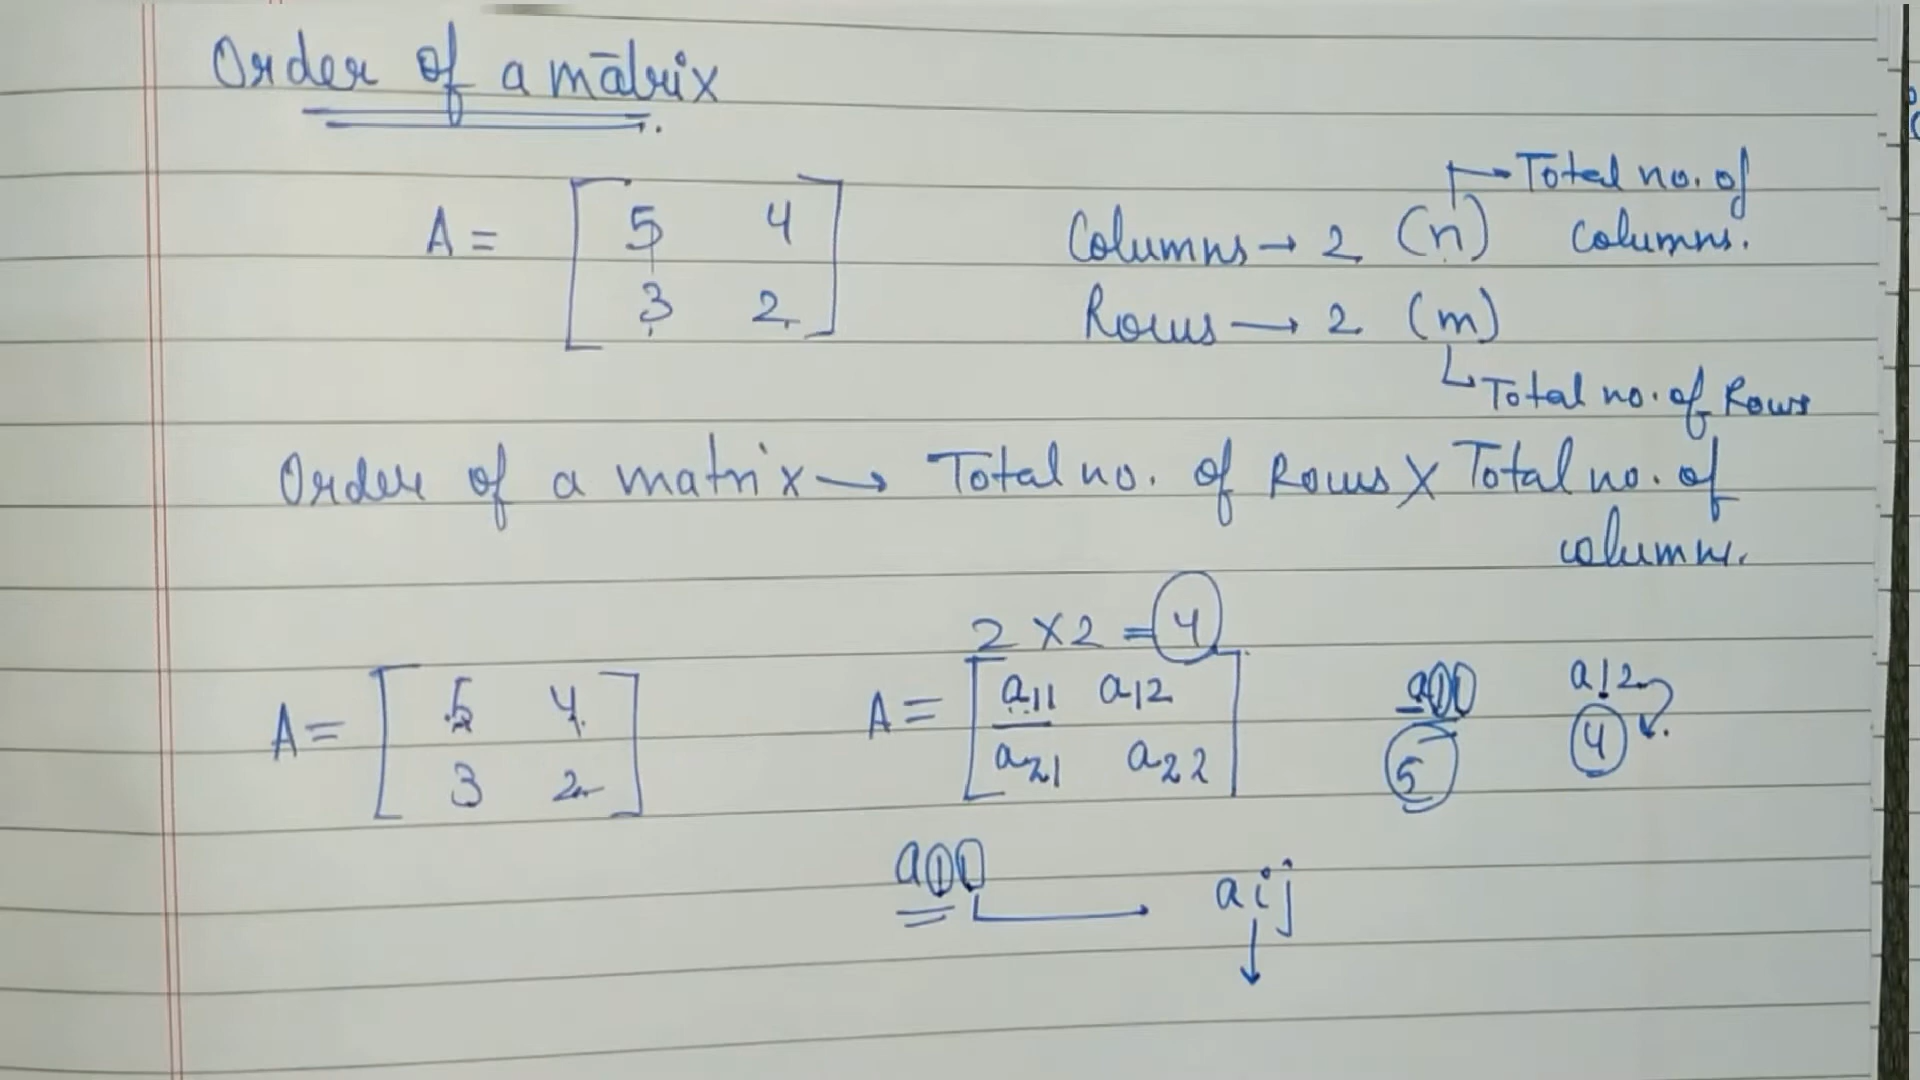 Order of a matrix
A = [ 5 4
3 2 ]
Total no. of
Columns → 2 (n) columns.
Rows → 2 (m)
Total no. of Rows
Order of a matrix → Total no. of Rows X Total no. of
columns.
2 X 2 = 4
A = [ 5 4
3 2 ]
A = [ a11 a12
a21 a22 ]
a11 a12
5 4
a11 → aij